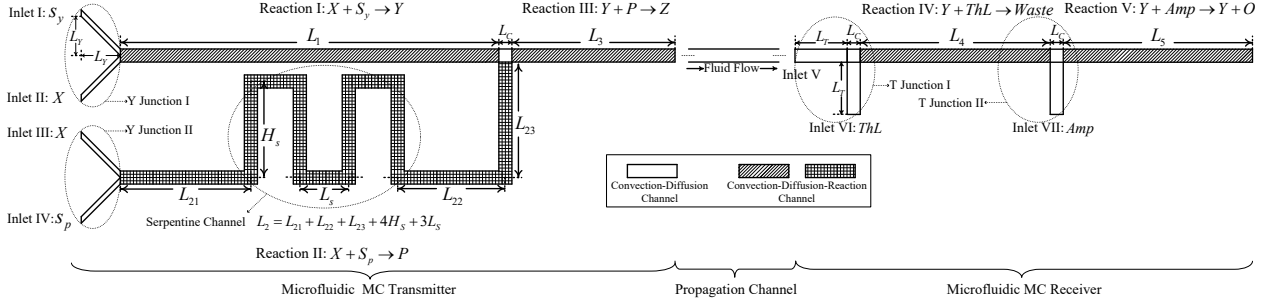 Inlet I: S_y
Reaction I: X + S_y → Y
Reaction III: Y + P → Z
Reaction IV: Y + ThL → Waste
Reaction V: Y + Amp → Y + O
L_Y
L_Y
L_1
L_C
L_3
L_T
L_C
L_4
L_C
L_5
Fluid Flow
Inlet V
Inlet II: X
Y Junction I
L_T
T Junction I
T Junction II
Inlet III: X
Y Junction II
H_s
L_23
Inlet VI: ThL
Inlet VII: Amp
L_21
L_s
L_22
Convection-Diffusion
Channel
Convection-Diffusion-Reaction
Channel
Inlet IV: S_p
Serpentine Channel
L_2 = L_21 + L_22 + L_23 + 4H_S + 3L_S
Reaction II: X + S_p → P
Microfluidic MC Transmitter
Propagation Channel
Microfluidic MC Receiver